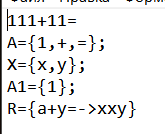 111+11=
A={1,+,=};
X={x,y};
A1={1};
R={a+y=->xxy}